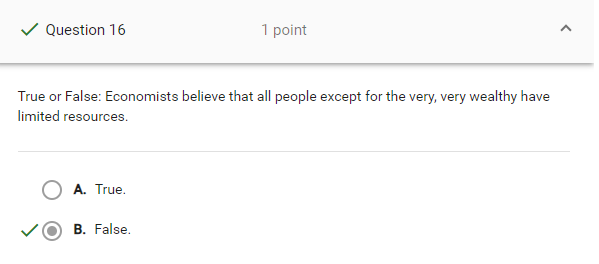 Question 16 1 point
True or False: Economists believe that all people except for the very, very wealthy have
limited resources.
A. True.
B. False.